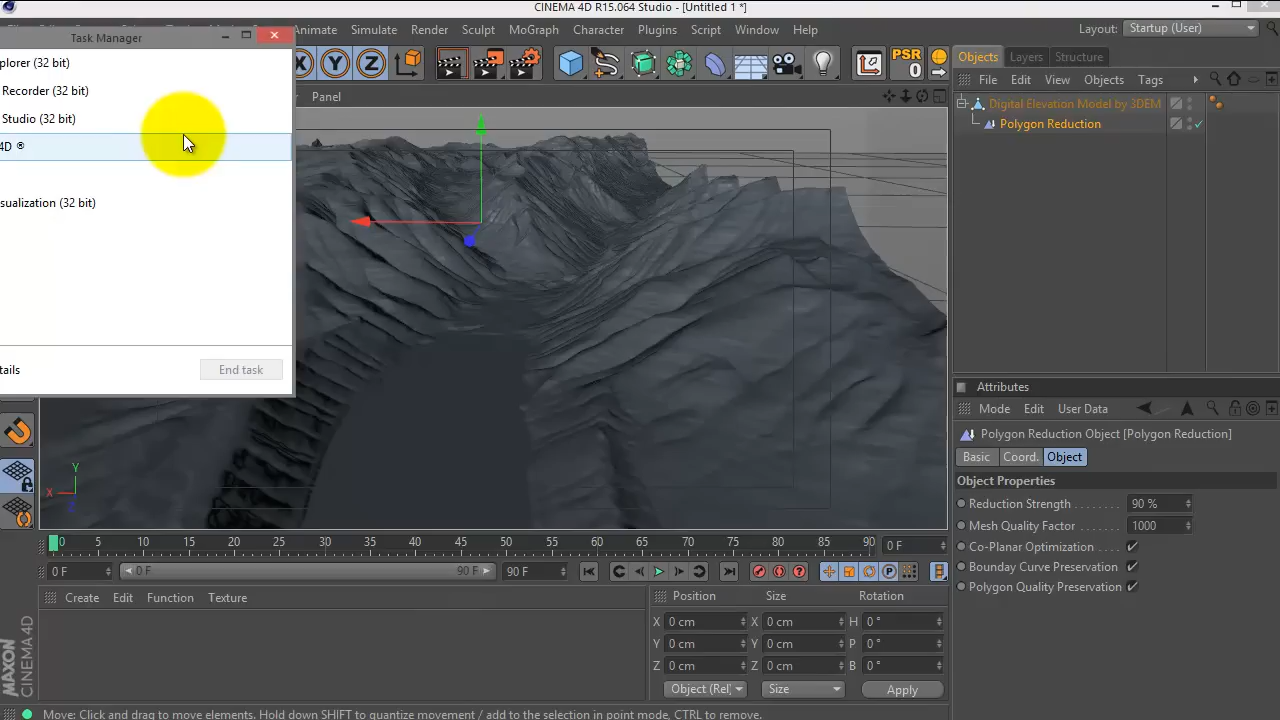 CINEMA 4D R15.064 Studio - [Untitled 1 *]
Animate Simulate Render Sculpt MoGraph Character Plugins Script Window Help
Layout: Startup (User)
Task Manager
plorer (32 bit)
Recorder (32 bit)
Studio (32 bit)
4D ®
sualization (32 bit)
tails
End task
X Y Z
PSR
0
Panel
Objects Layers Structure
File Edit View Objects Tags
Digital Elevation Model by 3DEM
Polygon Reduction
Attributes
Mode Edit User Data
Polygon Reduction Object [Polygon Reduction]
Basic Coord. Object
Object Properties
Reduction Strength . . . . . . . 90 %
Mesh Quality Factor . . . . . . 1000
Co-Planar Optimization . . . .
Boundary Curve Preservation .
Polygon Quality Preservation
Y
X
Z
0 5 10 15 20 25 30 35 40 45 50 55 60 65 70 75 80 85 90 0 F
0 F 0 F 90 F 90 F
P
Create Edit Function Texture
Position Size Rotation
X 0 cm X 0 cm H 0 °
Y 0 cm Y 0 cm P 0 °
Z 0 cm Z 0 cm B 0 °
Object (Rel) Size Apply
MAXON
CINEMA 4D
Move: Click and drag to move elements. Hold down SHIFT to quantize movement / add to the selection in point mode, CTRL to remove.